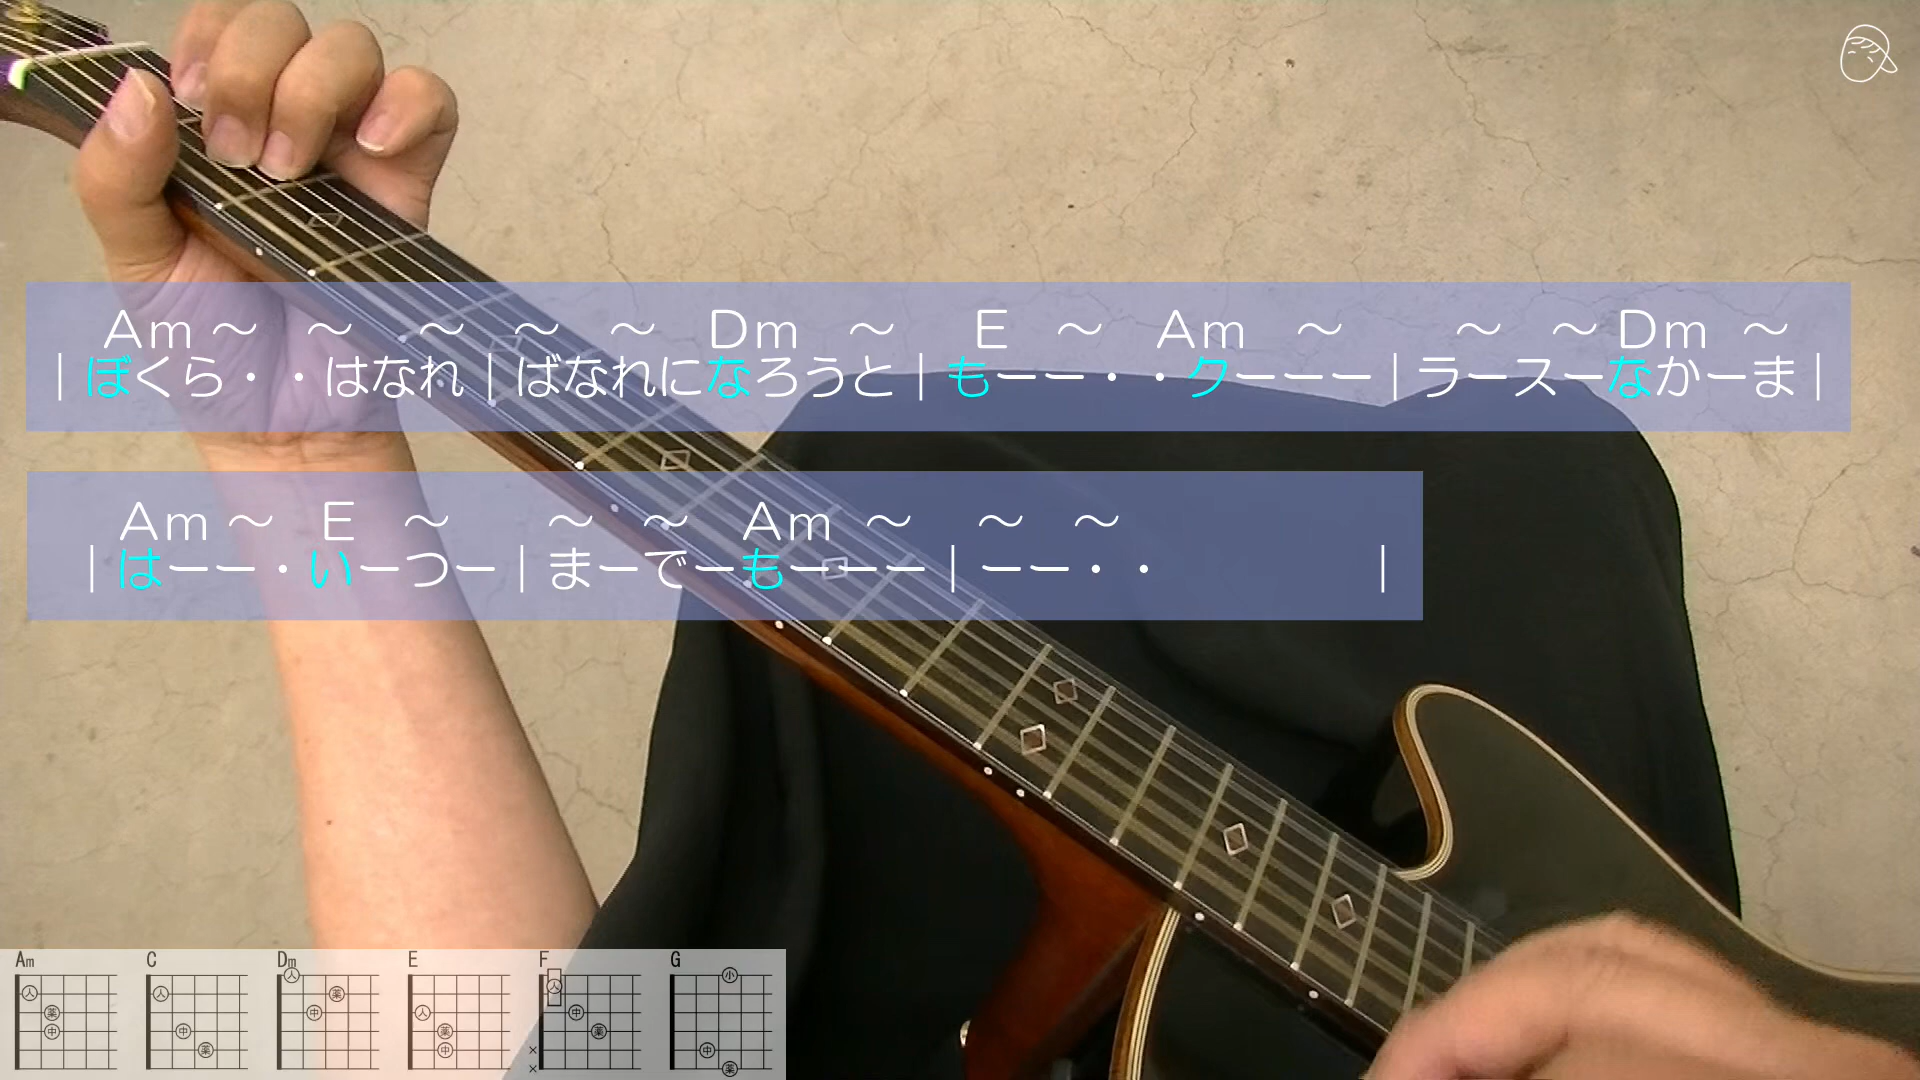 Am～ ～ ～ ～ ～ Dm ～ E ～ Am ～ ～ ～Dm ～
|ぼくら・・はなれ|ばなれになろうと|もーー・・クーーー|ラースーなかーま|
Am～ E ～ ～ ～ Am ～ ～ ～
|はーー・いーつー|まーでーもーーー|ーー・・ |
Am C Dm E F G
人 人 人 人 人 小
薬 中 中 薬 薬 中
中 薬 薬 中 中 薬
× ×